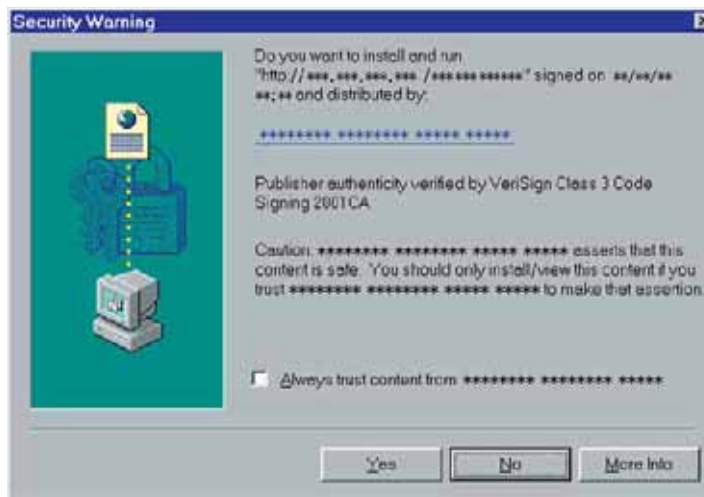 Security Warning
Do you want to install and run
"http://***.***.***.*** /***********" signed on **/**/**
**:** and distributed by:
******** ******** ***** *****
Publisher authenticity verified by VeriSign Class 3 Code
Signing 2001 CA
Caution: ******** ******** ***** ***** asserts that this
content is safe. You should only install/view this content if you
trust ******** ******** ***** ***** to make that assertion.
Always trust content from ******** ******** *****
Yes
No
More Info